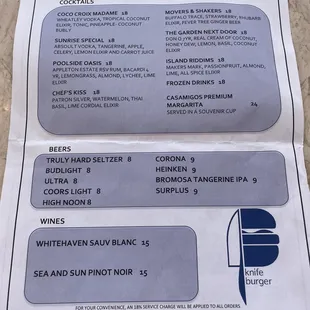 COCKTAILS
COCO CROIX MADAME 18
WHEATLEY VODKA, TROPICAL COCONUT
ELIXIR, TONIC, PINEAPPLE COCONUT
SUNRISE SPECIAL 18
ABSOLUT VODKA, TANGERINE, APPLE,
CELERY, LEMON ELIXIR AND CARROT JUICE
POOLSIDE OASIS 18
APPLETON ESTATE RSV RUM, BACARDI 4
YR, LEMONGRASS, ALMOND, LYCHEE, LIME
ELIXIR
CHEF'S KISS 18
PATRON SILVER, WATERMELON, THAI
BASIL, LIME CORDIAL ELIXIR
MOVERS & SHAKERS 18
BUFFALO TRACE, STRAWBERRY, RHUBARB
ELIXIR, FEVER TREE GINGER BEER
THE GARDEN NEXT DOOR 18
DON Q 7YR, REAL CREAM OF COCONUT,
HONEY DEW, LEMON, BASIL, COCONUT
ELIXIR
ISLAND RIDDIMS 18
MAKERS MARK, PASSIONFRUIT, ALMOND,
LIME, ALL SPICE ELIXIR
FROZEN DRINKS 18
CASAMIGOS PREMIUM
MARGARITA 24
SERVED IN A SOUVENIR CUP
BEERS
TRULY HARD SELTZER 8
BUDLIGHT 8
ULTRA 8
COORS LIGHT 8
HIGH NOON 8
CORONA 9
HEINKEN 9
BROMOSA TANGERINE IPA 9
SURPLUS 9
WINES
WHITEHAVEN SAUV BLANC 15
SEA AND SUN PINOT NOIR 15
knife
burger
FOR YOUR CONVENIENCE, AN 18% SERVICE CHARGE WILL BE APPLIED TO ALL ORDERS